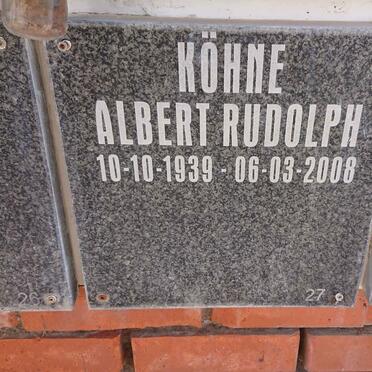 KÖHNE
ALBERT RUDOLPH
10-10-1939 - 06-03-2008
26
27